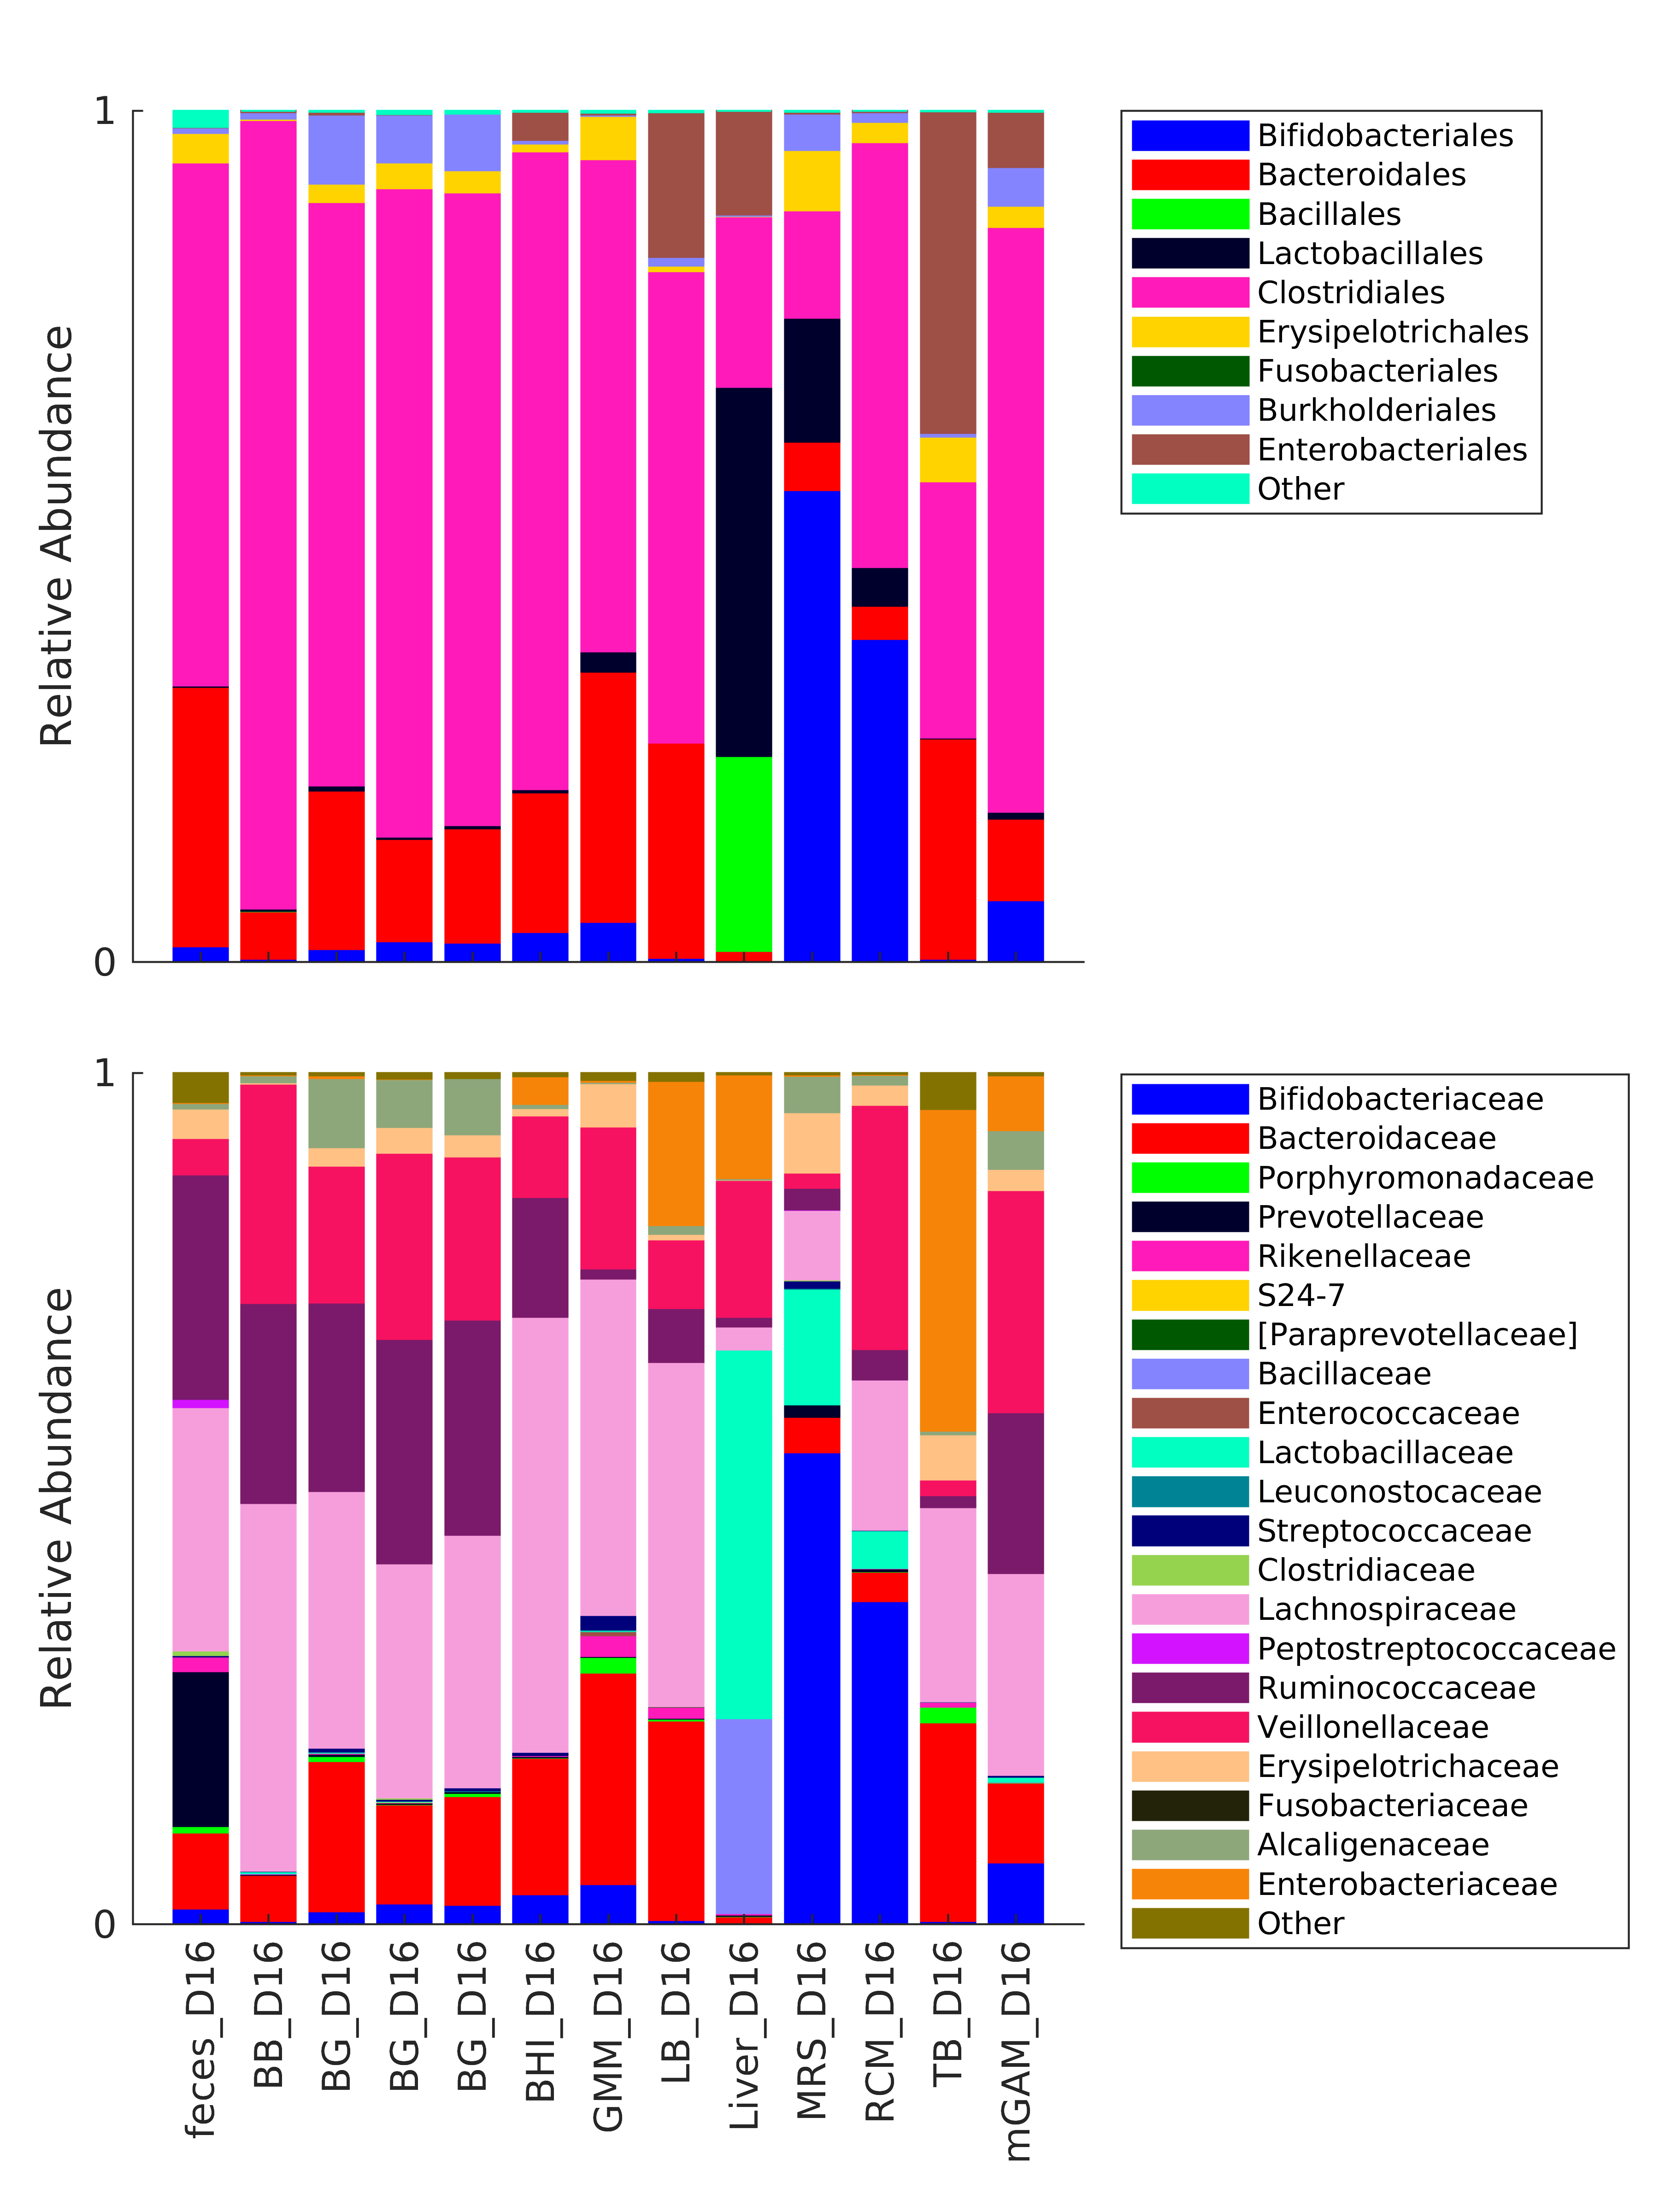 1
0
Relative Abundance
Bifidobacteriales
Bacteroidales
Bacillales
Lactobacillales
Clostridiales
Erysipelotrichales
Fusobacteriales
Burkholderiales
Enterobacteriales
Other
1
0
Relative Abundance
Bifidobacteriaceae
Bacteroidaceae
Porphyromonadaceae
Prevotellaceae
Rikenellaceae
S24-7
[Paraprevotellaceae]
Bacillaceae
Enterococcaceae
Lactobacillaceae
Leuconostocaceae
Streptococcaceae
Clostridiaceae
Lachnospiraceae
Peptostreptococcaceae
Ruminococcaceae
Veillonellaceae
Erysipelotrichaceae
Fusobacteriaceae
Alcaligenaceae
Enterobacteriaceae
Other
feces_D16
BB_D16
BG_D16
BG_D16
BG_D16
BHI_D16
GMM_D16
LB_D16
Liver_D16
MRS_D16
RCM_D16
TB_D16
mGAM_D16